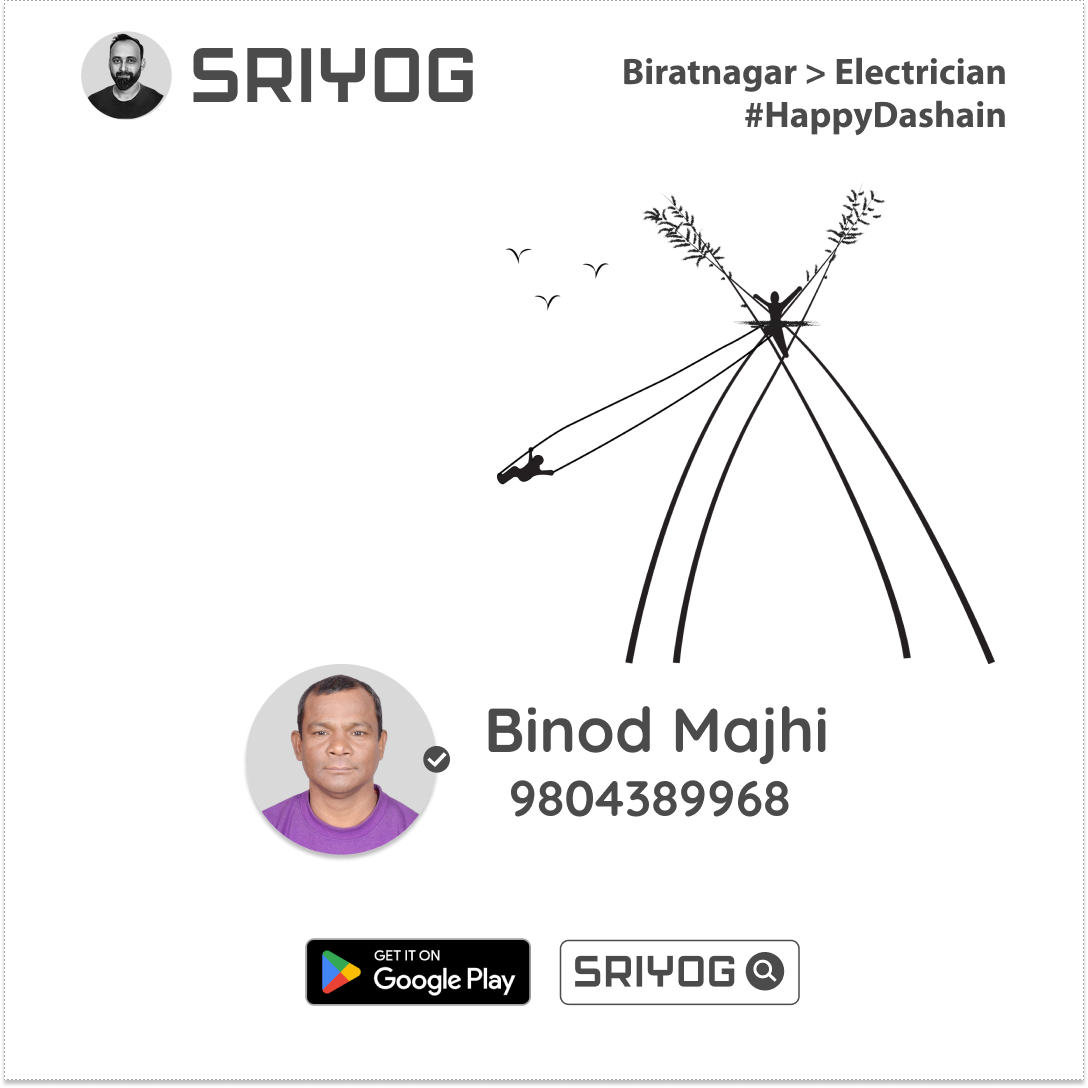 SRIYOG
Biratnagar > Electrician
#HappyDashain
Binod Majhi
9804389968
GET IT ON
Google Play
SRIYOG